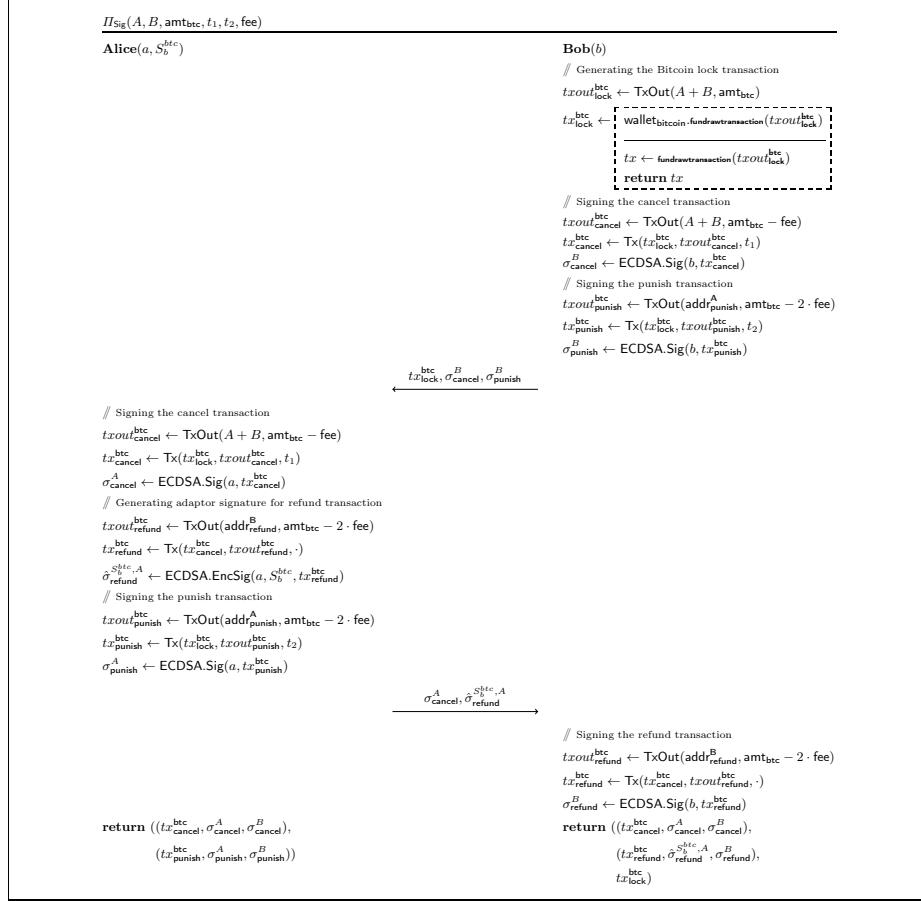 Π_Sig(A, B, amt_btc, t_1, t_2, fee)
Alice(a, S_b^btc)
Bob(b)
// Generating the Bitcoin lock transaction
txout_lock^btc ← TxOut(A + B, amt_btc)
tx_lock^btc ← wallet_bitcoin.fundrawtransaction(txout_lock^btc)
tx ← fundrawtransaction(txout_lock^btc)
return tx
// Signing the cancel transaction
txout_cancel^btc ← TxOut(A + B, amt_btc − fee)
tx_cancel^btc ← Tx(tx_lock^btc, txout_cancel^btc, t_1)
σ_cancel^B ← ECDSA.Sig(b, tx_cancel^btc)
// Signing the punish transaction
txout_punish^btc ← TxOut(addr_punish^A, amt_btc − 2 · fee)
tx_punish^btc ← Tx(tx_lock^btc, txout_punish^btc, t_2)
σ_punish^B ← ECDSA.Sig(b, tx_punish^btc)
tx_lock^btc, σ_cancel^B, σ_punish^B
// Signing the cancel transaction
txout_cancel^btc ← TxOut(A + B, amt_btc − fee)
tx_cancel^btc ← Tx(tx_lock^btc, txout_cancel^btc, t_1)
σ_cancel^A ← ECDSA.Sig(a, tx_cancel^btc)
// Generating adaptor signature for refund transaction
txout_refund^btc ← TxOut(addr_refund^B, amt_btc − 2 · fee)
tx_refund^btc ← Tx(tx_cancel^btc, txout_refund^btc, ·)
σ̂_refund^{S_b^btc, A} ← ECDSA.EncSig(a, S_b^btc, tx_refund^btc)
// Signing the punish transaction
txout_punish^btc ← TxOut(addr_punish^A, amt_btc − 2 · fee)
tx_punish^btc ← Tx(tx_lock^btc, txout_punish^btc, t_2)
σ_punish^A ← ECDSA.Sig(a, tx_punish^btc)
σ_cancel^A, σ̂_refund^{S_b^btc, A}
// Signing the refund transaction
txout_refund^btc ← TxOut(addr_refund^B, amt_btc − 2 · fee)
tx_refund^btc ← Tx(tx_cancel^btc, txout_refund^btc, ·)
σ_refund^B ← ECDSA.Sig(b, tx_refund^btc)
return ((tx_cancel^btc, σ_cancel^A, σ_cancel^B),
(tx_punish^btc, σ_punish^A, σ_punish^B))
return ((tx_cancel^btc, σ_cancel^A, σ_cancel^B),
(tx_refund^btc, σ̂_refund^{S_b^btc, A}, σ_refund^B),
tx_lock^btc)